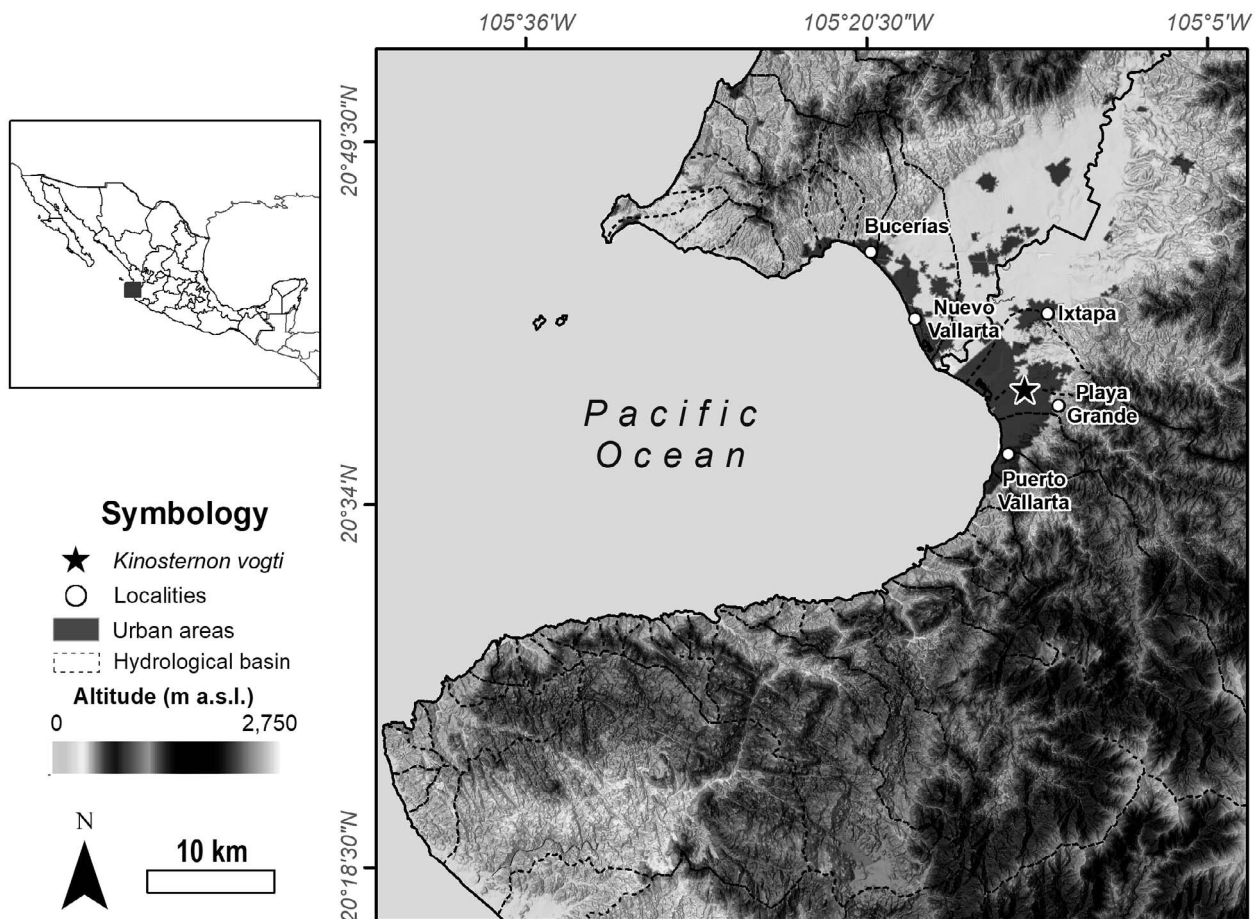 105°36'W
105°20'30"W
105°5'W
20°49'30"N
20°34'N
20°18'30"N
Bucerías
Nuevo
Vallarta
Ixtapa
Playa
Grande
Puerto
Vallarta
Pacific
Ocean
Symbology
Kinosternon vogti
Localities
Urban areas
Hydrological basin
Altitude (m a.s.l.)
0 2,750
N
10 km